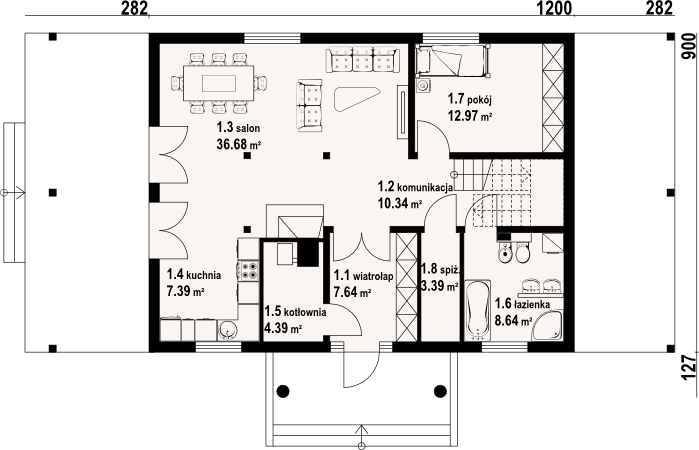 282
1200
282
900
1.7 pokój
12.97 m²
1.3 salon
36.68 m²
1.2 komunikacja
10.34 m²
1.4 kuchnia
7.39 m²
1.1 wiatrołap
7.64 m²
1.8 spiż.
3.39 m²
1.5 kotłownia
4.39 m²
1.6 łazienka
8.64 m²
127